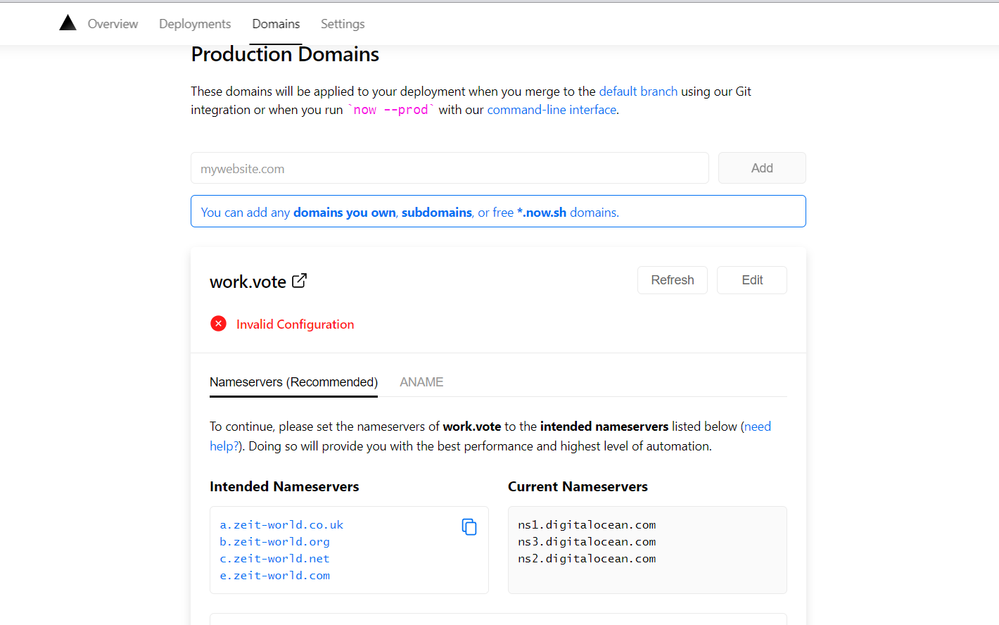 Overview Deployments Domains Settings
Production Domains
These domains will be applied to your deployment when you merge to the default branch using our Git
integration or when you run `now --prod` with our command-line interface.
mywebsite.com Add
You can add any domains you own, subdomains, or free *.now.sh domains.
work.vote Refresh Edit
Invalid Configuration
Nameservers (Recommended) ANAME
To continue, please set the nameservers of work.vote to the intended nameservers listed below (need
help?). Doing so will provide you with the best performance and highest level of automation.
Intended Nameservers
a.zeit-world.co.uk
b.zeit-world.org
c.zeit-world.net
e.zeit-world.com
Current Nameservers
ns1.digitalocean.com
ns3.digitalocean.com
ns2.digitalocean.com